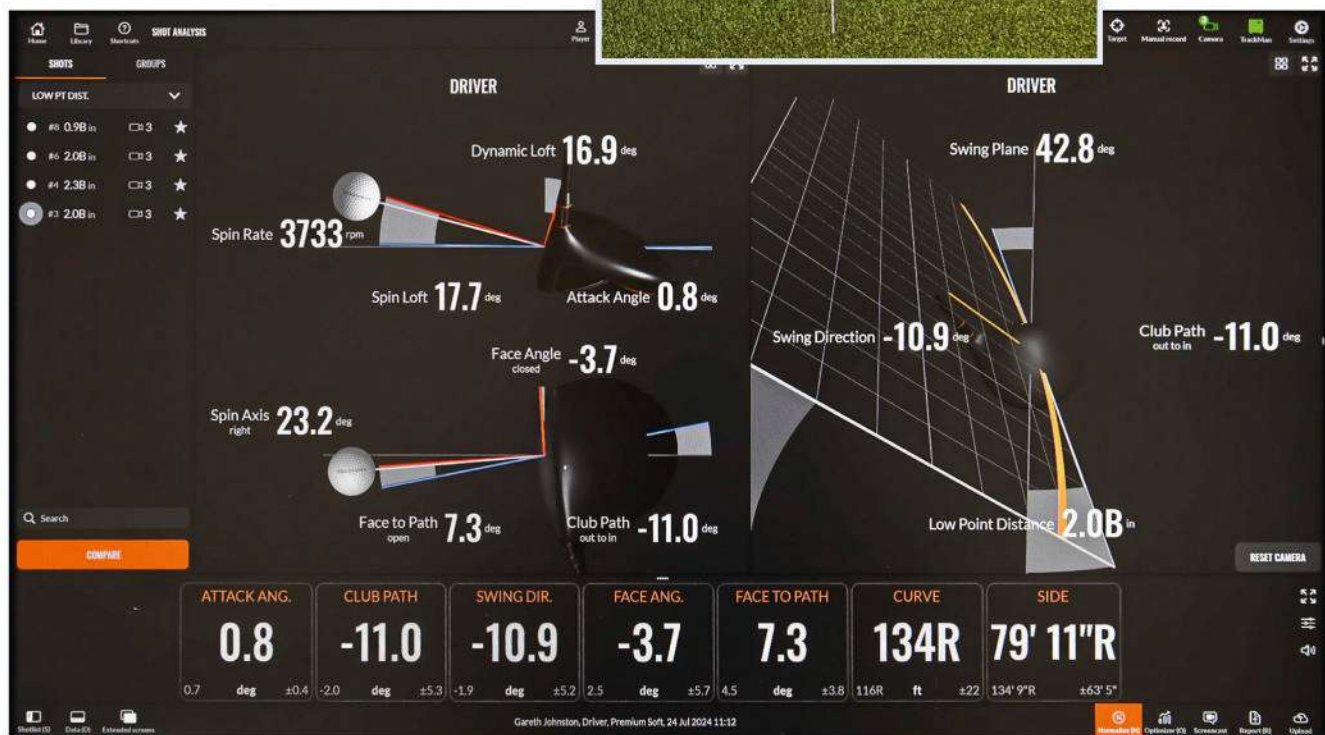 Home
Library
Shortcuts
SHOT ANALYSIS
Player
Target
Manual record
Camera
TrackMan
Settings
SHOTS
GROUPS
LOW PT DIST.
#8 0.9B in 3
#6 2.0B in 3
#4 2.3B in 3
#3 2.0B in 3
Search
COMPARE
DRIVER
Dynamic Loft 16.9 deg
Spin Rate 3733 rpm
Spin Loft 17.7 deg
Attack Angle 0.8 deg
Face Angle -3.7 deg
closed
Spin Axis 23.2 deg
right
Face to Path 7.3 deg
open
Club Path -11.0 deg
out to in
DRIVER
Swing Plane 42.8 deg
Swing Direction -10.9 deg
Club Path -11.0 deg
out to in
Low Point Distance 2.0B in
RESET CAMERA
ATTACK ANG.
0.8
0.7 deg ±0.4
CLUB PATH
-11.0
-2.0 deg ±5.3
SWING DIR.
-10.9
-1.9 deg ±5.2
FACE ANG.
-3.7
2.5 deg ±5.7
FACE TO PATH
7.3
4.5 deg ±3.8
CURVE
134R
116R ft ±22
SIDE
79' 11"R
134' 9"R ±63' 5"
Shotlist (S)
Data (D)
Extended screens
Gareth Johnston, Driver, Premium Soft, 24 Jul 2024 11:12
Normalize (N)
Optimizer (O)
Screencast
Report (R)
Upload